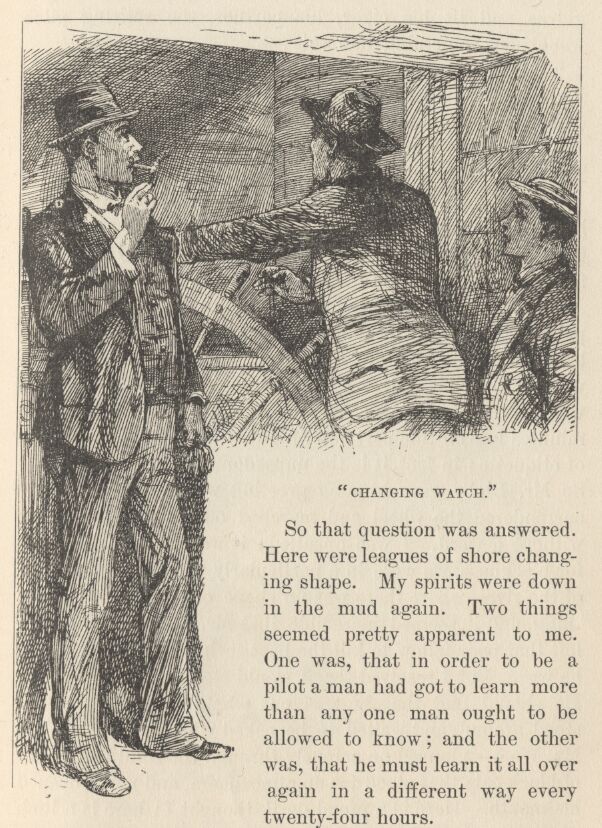 "CHANGING WATCH."
So that question was answered.
Here were leagues of shore chang-
ing shape. My spirits were down
in the mud again. Two things
seemed pretty apparent to me.
One was, that in order to be a
pilot a man had got to learn more
than any one man ought to be
allowed to know; and the other
was, that he must learn it all over
again in a different way every
twenty-four hours.